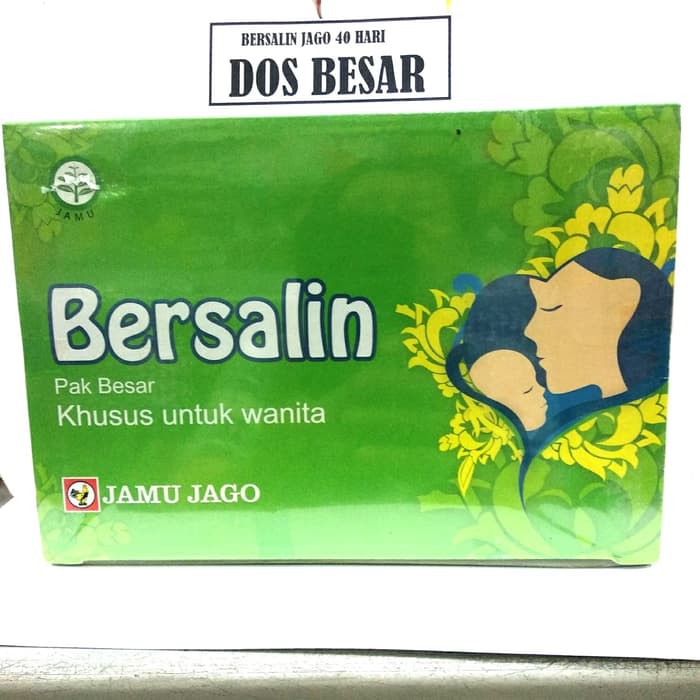 BERSALIN JAGO 40 HARI
DOS BESAR
JAMU
Bersalin
Pak Besar
Khusus untuk wanita
JAMU JAGO